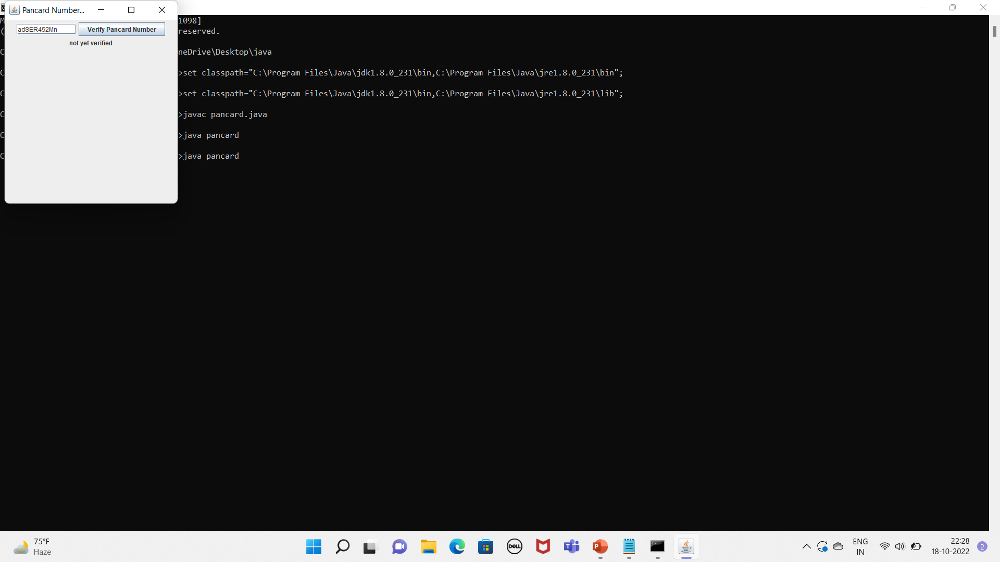 Pancard Number...
adSER452Mn Verify Pancard Number
not yet verified
1098]
reserved.
neDrive\Desktop\java
>set classpath="C:\Program Files\Java\jdk1.8.0_231\bin,C:\Program Files\Java\jre1.8.0_231\bin";
>set classpath="C:\Program Files\Java\jdk1.8.0_231\bin,C:\Program Files\Java\jre1.8.0_231\lib";
>javac pancard.java
>java pancard
>java pancard
75°F
Haze
DELL
ENG
IN
22:28
18-10-2022
2